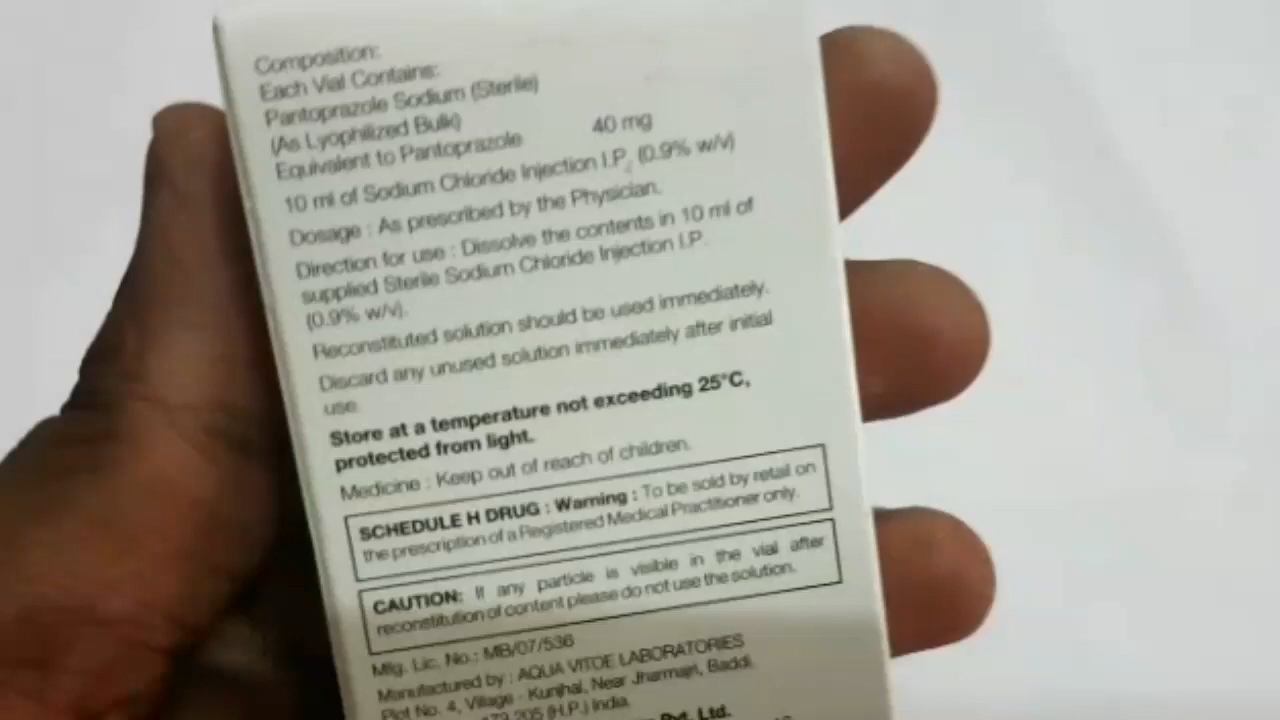 Composition:
Each Vial Contains:
Pantoprazole Sodium (Sterile)
(As Lyophilized Bulk)
Equivalent to Pantoprazole 40 mg
10 ml of Sodium Chloride Injection I.P. (0.9% w/v)
Dosage : As prescribed by the Physician.
Direction for use : Dissolve the contents in 10 ml of
supplied Sterile Sodium Chloride Injection I.P.
(0.9% w/v).
Reconstituted solution should be used immediately.
Discard any unused solution immediately after initial
use.
Store at a temperature not exceeding 25°C,
protected from light.
Medicine : Keep out of reach of children.
SCHEDULE H DRUG : Warning : To be sold by retail on
the prescription of a Registered Medical Practitioner only.
CAUTION: If any particle is visible in the vial after
reconstitution of content please do not use the solution.
Mfg. Lic. No.: MB/07/536
Manufactured by : AQUA VITOE LABORATORIES
Plot No. 4, Village - Kunjhal, Near Jharmajri, Baddi,
205 (H.P.) India.
Pvt. Ltd.